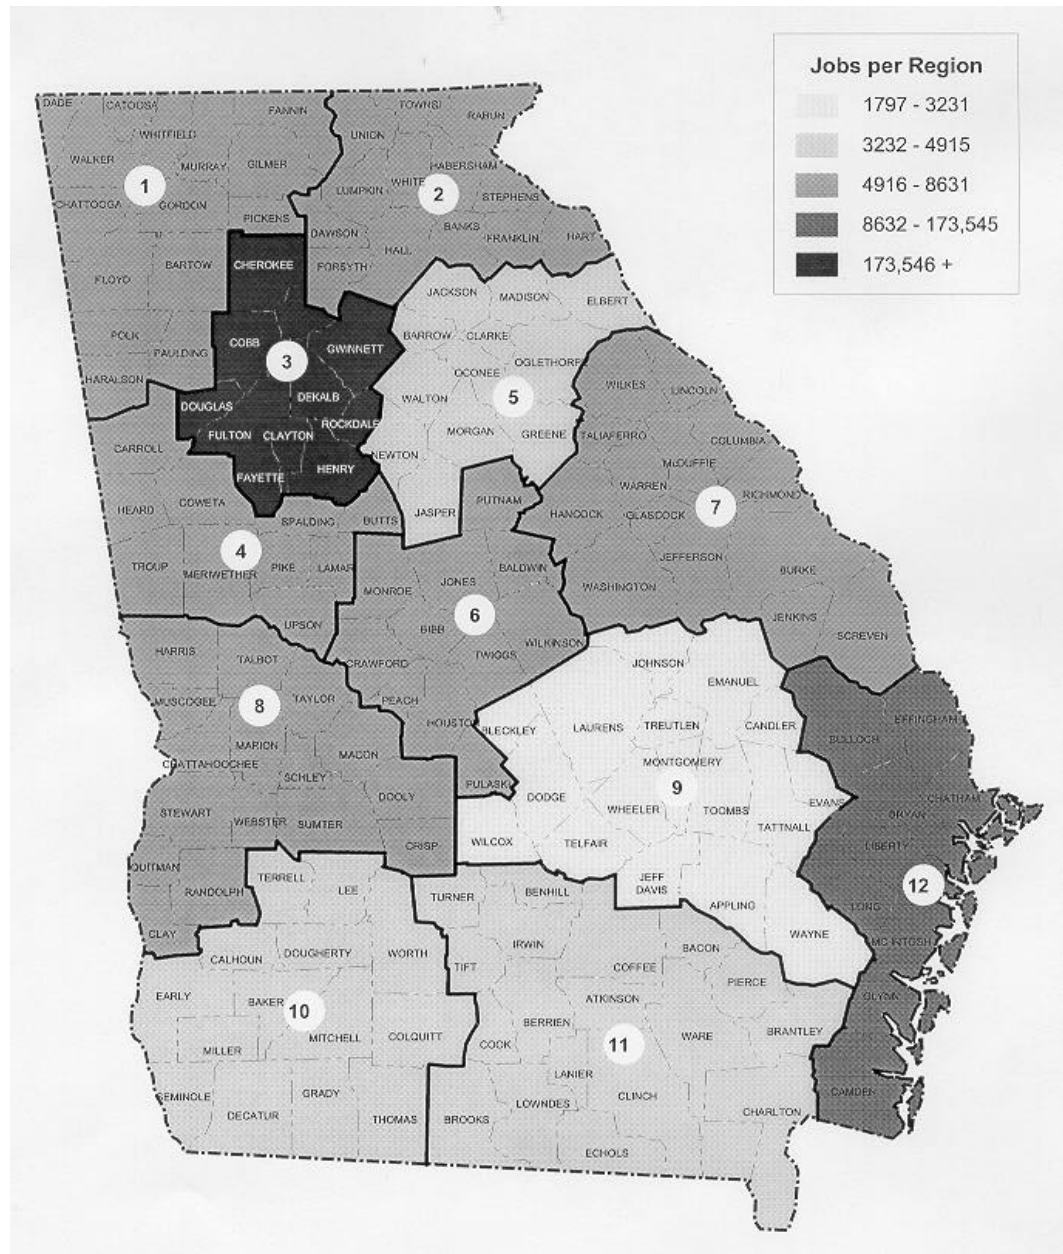 Jobs per Region
1797 - 3231
3232 - 4915
4916 - 8631
8632 - 173,545
173,546 +
DADE
CATOOSA
FANNIN
WHITFIELD
WALKER
MURRAY
GILMER
1
CHATTOOGA
GORDON
PICKENS
BARTOW
FLOYD
POLK
PAULDING
HARALSON
TOWNS
RABUN
UNION
HABERSHAM
WHITE
LUMPKIN
2
STEPHENS
BANKS
DAWSON
FRANKLIN
HART
HALL
FORSYTH
CHEROKEE
COBB
GWINNETT
3
DEKALB
DOUGLAS
ROCKDALE
FULTON
CLAYTON
HENRY
FAYETTE
JACKSON
MADISON
ELBERT
BARROW
CLARKE
OGLETHORP
OCONEE
WALTON
5
MORGAN
GREENE
NEWTON
JASPER
CARROLL
COWETA
HEARD
SPALDING
BUTTS
4
TROUP
MERIWETHER
PIKE
LAMAR
UPSON
WILKES
LINCOLN
TALIAFERRO
COLUMBIA
McDUFFIE
WARREN
RICHMOND
7
HANCOCK
GLASCOCK
JEFFERSON
BURKE
WASHINGTON
JENKINS
SCREVEN
PUTNAM
BALDWIN
JONES
MONROE
6
BIBB
WILKINSON
TWIGGS
CRAWFORD
PEACH
HOUSTO
PULASKI
HARRIS
TALBOT
MUSCOGEE
8
TAYLOR
MARION
MACON
CHATTAHOOCHEE
SCHLEY
DOOLY
STEWART
WEBSTER
SUMTER
CRISP
QUITMAN
RANDOLPH
CLAY
JOHNSON
EMANUEL
BLECKLEY
LAURENS
TREUTLEN
CANDLER
MONTGOMERY
9
DODGE
WHEELER
TOOMBS
EVANS
TATTNALL
WILCOX
TELFAIR
JEFF
DAVIS
APPLING
WAYNE
EFFINGHAM
BULLOCH
CHATHAM
BRYAN
LIBERTY
12
LONG
MC INTOSH
GLYNN
CAMDEN
TERRELL
LEE
CALHOUN
DOUGHERTY
WORTH
EARLY
BAKER
10
MITCHELL
COLQUITT
MILLER
SEMINOLE
GRADY
DECATUR
THOMAS
TURNER
BENHILL
IRWIN
BACON
TIFT
COFFEE
PIERCE
ATKINSON
BERRIEN
WARE
BRANTLEY
COOK
11
LANIER
CLINCH
LOWNDES
BROOKS
CHARLTON
ECHOLS